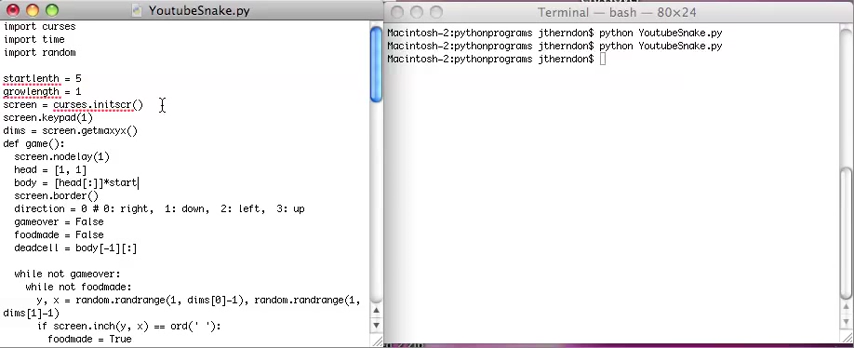 YoutubeSnake.py
import curses
import time
import random
startlenth = 5
growlength = 1
screen = curses.initscr()
screen.keypad(1)
dims = screen.getmaxyx()
def game():
screen.nodelay(1)
head = [1, 1]
body = [head[:]]*start
screen.border()
direction = 0 # 0: right, 1: down, 2: left, 3: up
gameover = False
foodmade = False
deadcell = body[-1][:]
while not gameover:
while not foodmade:
y, x = random.randrange(1, dims[0]-1), random.randrange(1,
dims[1]-1)
if screen.inch(y, x) == ord(' '):
foodmade = True
Terminal — bash — 80×24
Macintosh-2:pythonprograms jtherndon$ python YoutubeSnake.py
Macintosh-2:pythonprograms jtherndon$ python YoutubeSnake.py
Macintosh-2:pythonprograms jtherndon$